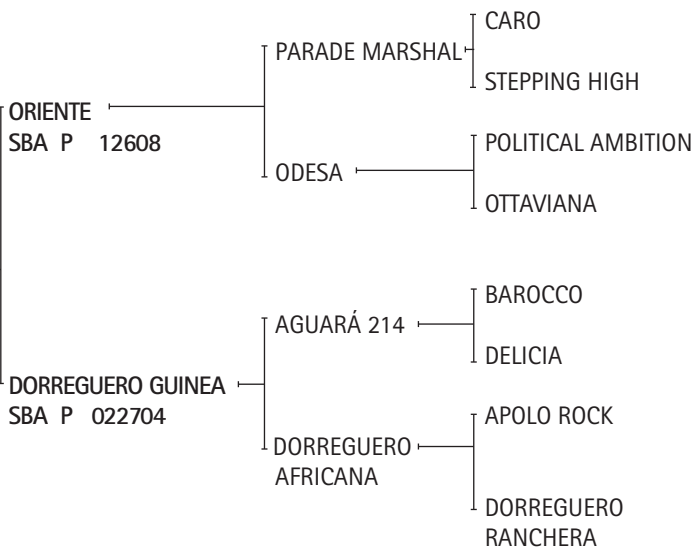 CARO
PARADE MARSHAL
STEPPING HIGH
ORIENTE
SBA P 12608
POLITICAL AMBITION
ODESA
OTTAVIANA
BAROCCO
AGUARÁ 214
DELICIA
DORREGUERO GUINEA
SBA P 022704
APOLO ROCK
DORREGUERO
AFRICANA
DORREGUERO
RANCHERA